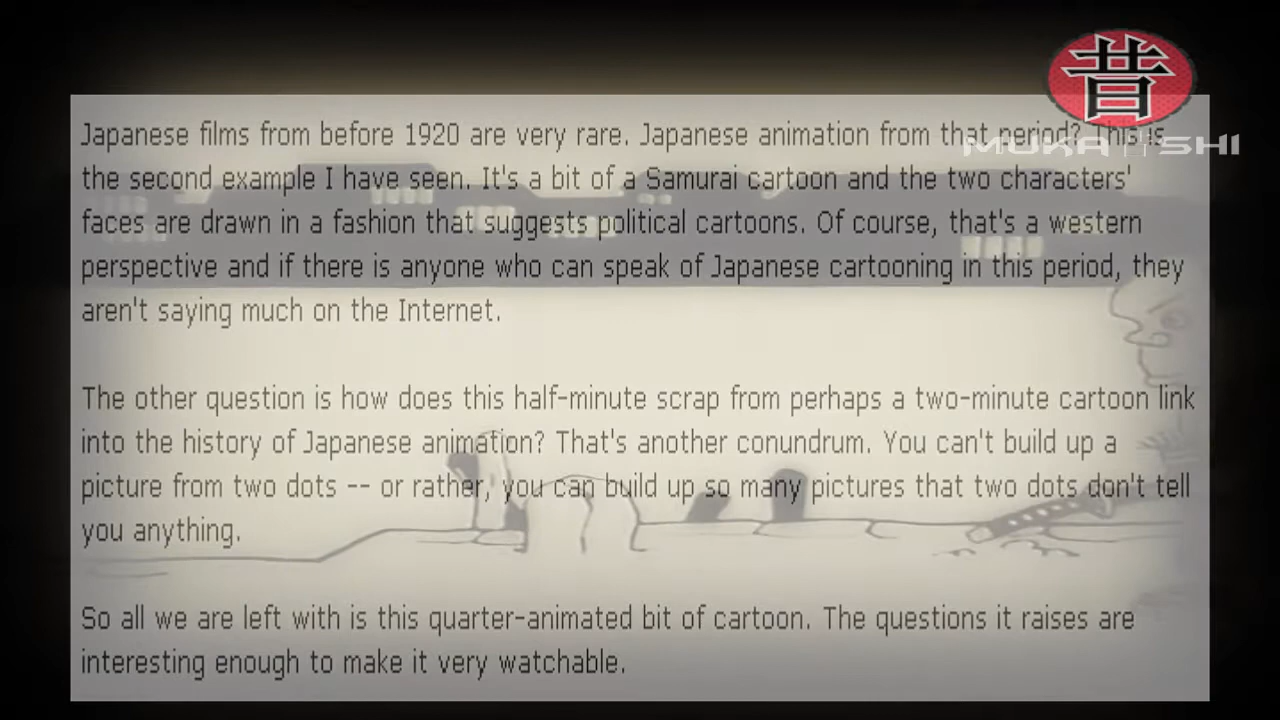 昔
MUKA SHI
Japanese films from before 1920 are very rare. Japanese animation from that period? This is
the second example I have seen. It's a bit of a Samurai cartoon and the two characters'
faces are drawn in a fashion that suggests political cartoons. Of course, that's a western
perspective and if there is anyone who can speak of Japanese cartooning in this period, they
aren't saying much on the Internet.
The other question is how does this half-minute scrap from perhaps a two-minute cartoon link
into the history of Japanese animation? That's another conundrum. You can't build up a
picture from two dots -- or rather, you can build up so many pictures that two dots don't tell
you anything.
So all we are left with is this quarter-animated bit of cartoon. The questions it raises are
interesting enough to make it very watchable.